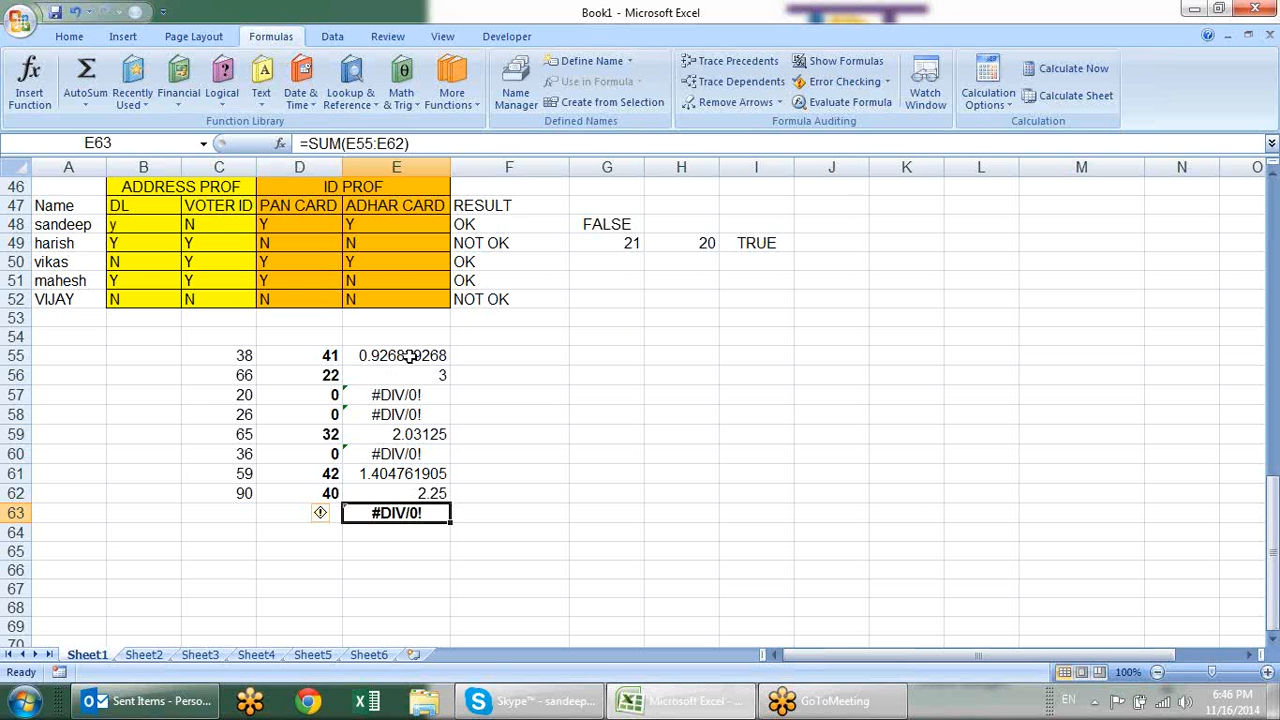 Book1 - Microsoft Excel
Home Insert Page Layout Formulas Data Review View Developer
Insert Function
AutoSum
Recently Used
Financial
Logical
Text
Date & Time
Lookup & Reference
Math & Trig
More Functions
Function Library
Name Manager
Define Name
Use in Formula
Create from Selection
Defined Names
Trace Precedents
Trace Dependents
Remove Arrows
Show Formulas
Error Checking
Evaluate Formula
Watch Window
Formula Auditing
Calculation Options
Calculate Now
Calculate Sheet
Calculation
E63 fx =SUM(E55:E62)
A B C D E F G H I J K L M N O
46 ADDRESS PROF ID PROF
47 Name DL VOTER ID PAN CARD ADHAR CARD RESULT
48 sandeep y N Y Y OK FALSE
49 harish Y Y N N NOT OK 21 20 TRUE
50 vikas N Y Y Y OK
51 mahesh Y Y Y N OK
52 VIJAY N N N N NOT OK
53
54
55 38 41
56 66 22 3
57 20 0 #DIV/0!
58 26 0 #DIV/0!
59 65 32 2.03125
60 36 0 #DIV/0!
61 59 42 1.404761905
62 90 40 2.25
63 #DIV/0!
64
65
66
67
68
69
70
Sheet1 Sheet2 Sheet3 Sheet4 Sheet5 Sheet6
Ready 100%
Sent Items - Perso...
Skype™ - sandeep...
Microsoft Excel - ...
GoToMeeting
EN
6:46 PM
11/16/2014